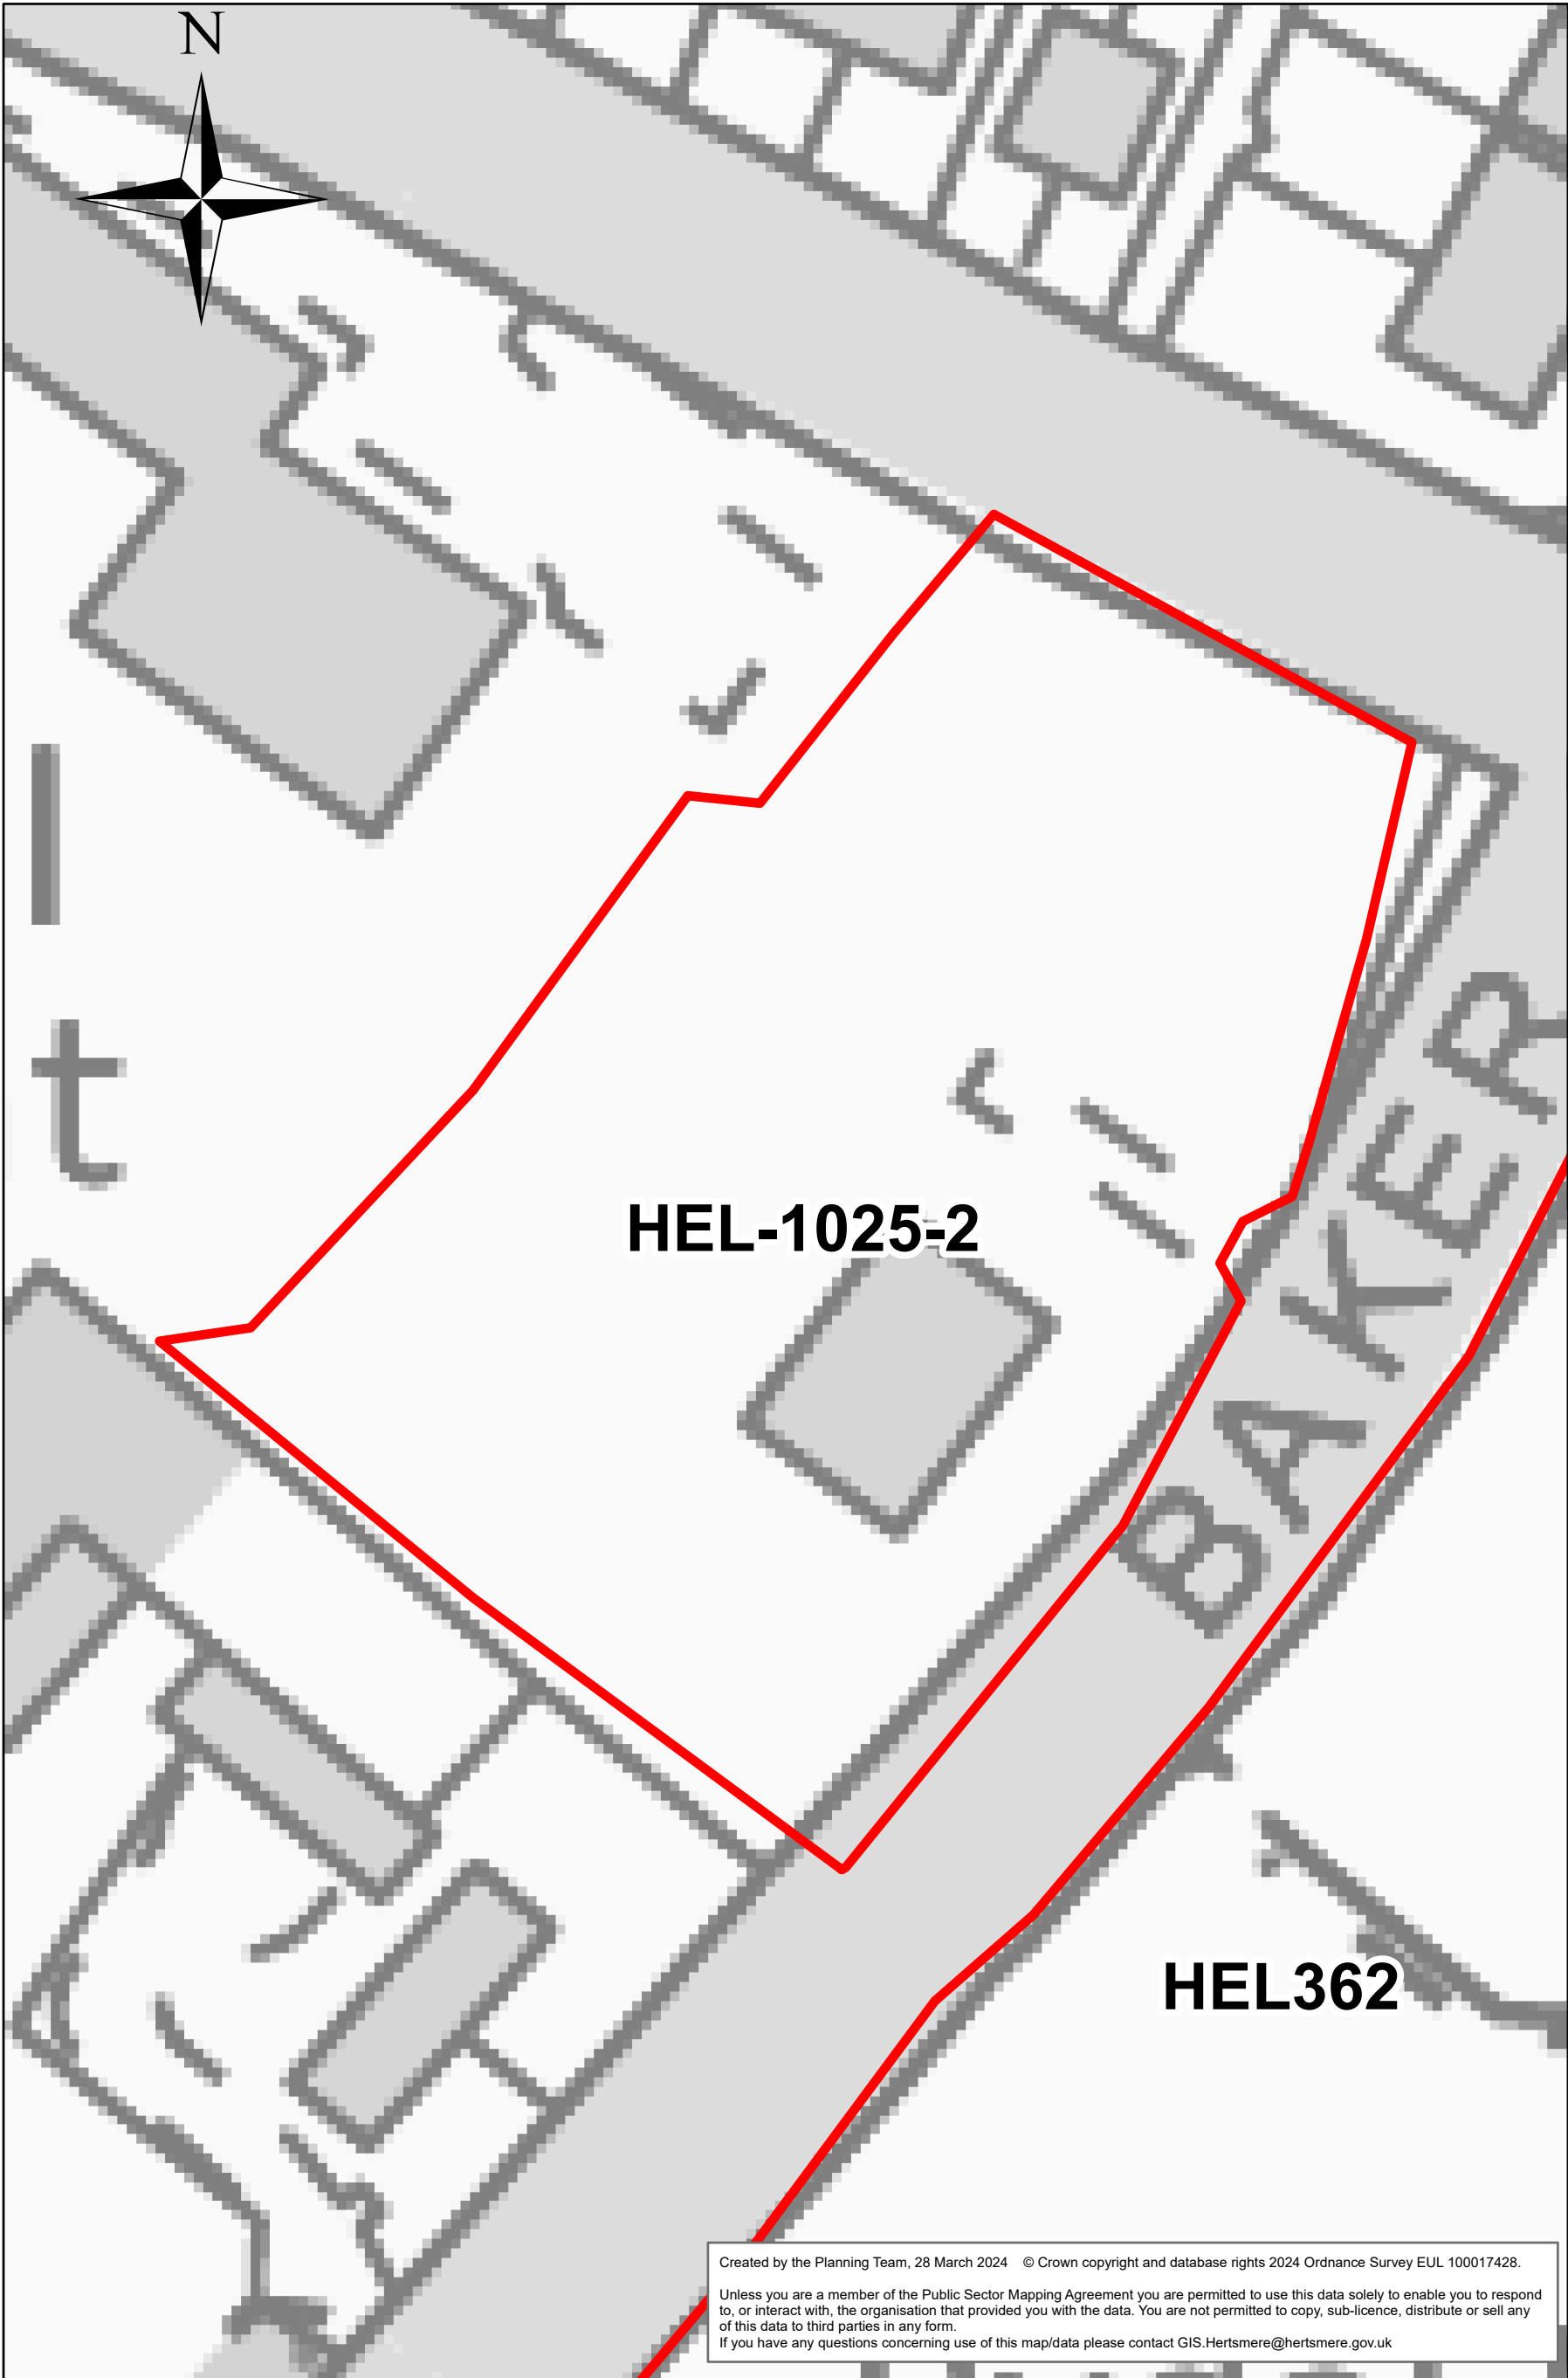 N
l
t
BAKER
HEL-1025-2
HEL362
Created by the Planning Team, 28 March 2024 © Crown copyright and database rights 2024 Ordnance Survey EUL 100017428.
Unless you are a member of the Public Sector Mapping Agreement you are permitted to use this data solely to enable you to respond
to, or interact with, the organisation that provided you with the data. You are not permitted to copy, sub-licence, distribute or sell any
of this data to third parties in any form.
If you have any questions concerning use of this map/data please contact GIS.Hertsmere@hertsmere.gov.uk